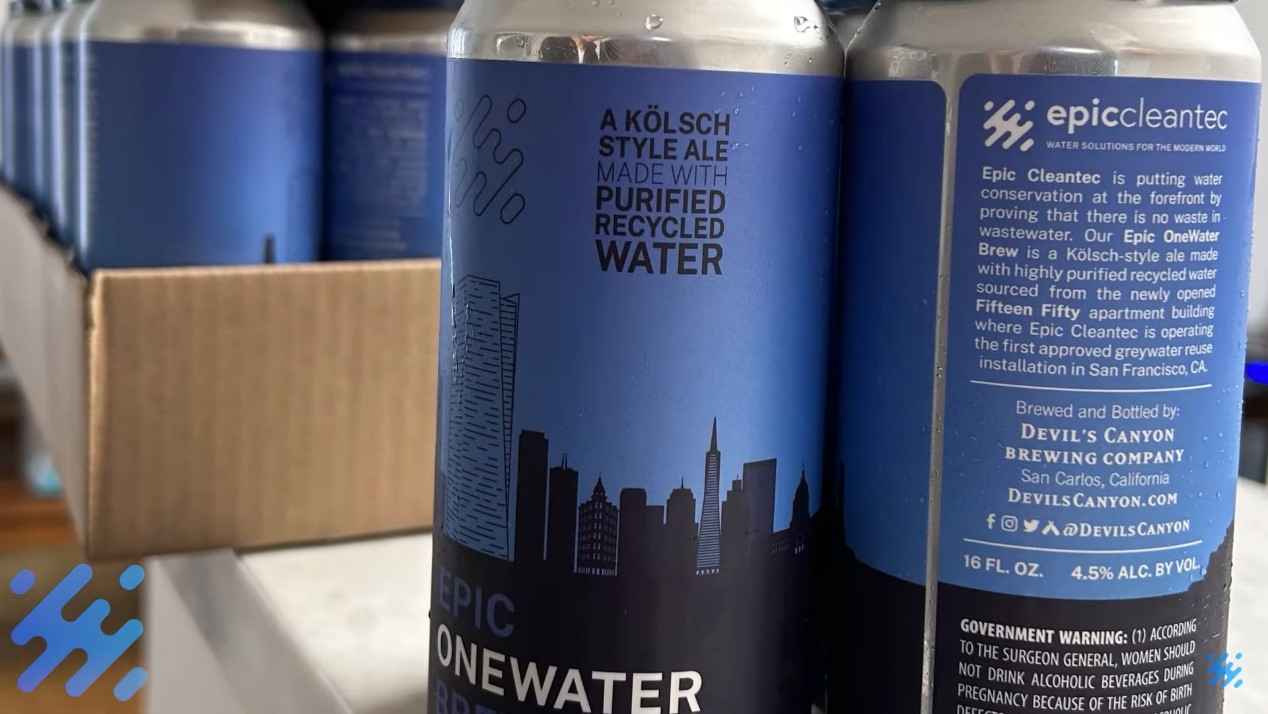 A KÖLSCH
STYLE ALE
MADE WITH
PURIFIED
RECYCLED
WATER
EPIC
ONEWATER
BREW
epiccleantec
WATER SOLUTIONS FOR THE MODERN WORLD
Epic Cleantec is putting water
conservation at the forefront by
proving that there is no waste in
wastewater. Our Epic OneWater
Brew is a Kölsch-style ale made
with highly purified recycled water
sourced from the newly opened
Fifteen Fifty apartment building
where Epic Cleantec is operating
the first approved greywater reuse
installation in San Francisco, CA.
Brewed and Bottled by:
DEVIL'S CANYON
BREWING COMPANY
San Carlos, California
DEVILSCANYON.COM
@DEVILSCANYON
16 FL. OZ. 4.5% ALC. BY VOL.
GOVERNMENT WARNING: (1) ACCORDING
TO THE SURGEON GENERAL, WOMEN SHOULD
NOT DRINK ALCOHOLIC BEVERAGES DURING
PREGNANCY BECAUSE OF THE RISK OF BIRTH